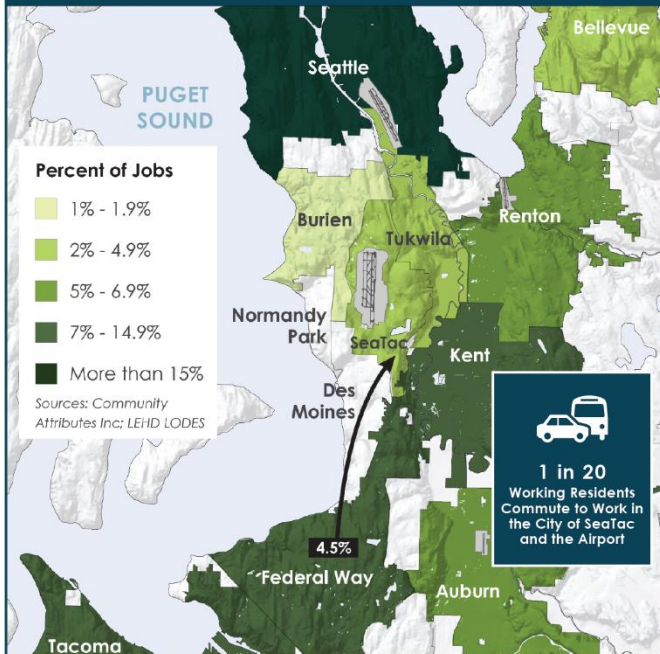 Bellevue
Seattle
PUGET
SOUND
Percent of Jobs
1% - 1.9%
2% - 4.9%
5% - 6.9%
7% - 14.9%
More than 15%
Sources: Community
Attributes Inc; LEHD LODES
Burien
Tukwila
Renton
Normandy
Park
SeaTac
Kent
Des
Moines
1 in 20
Working Residents
Commute to Work in
the City of SeaTac
and the Airport
4.5%
Federal Way
Auburn
Tacoma